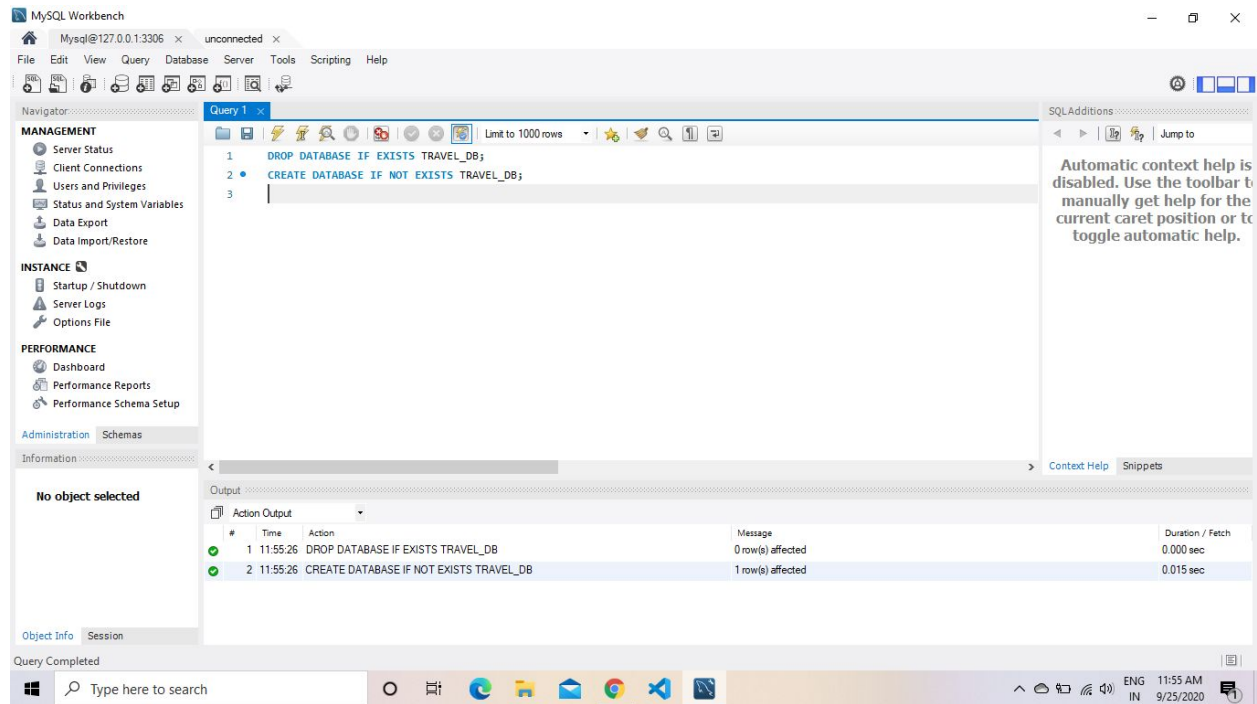 MySQL Workbench
Mysql@127.0.0.1:3306 × unconnected ×
File Edit View Query Database Server Tools Scripting Help
Navigator
MANAGEMENT
Server Status
Client Connections
Users and Privileges
Status and System Variables
Data Export
Data Import/Restore
INSTANCE
Startup / Shutdown
Server Logs
Options File
PERFORMANCE
Dashboard
Performance Reports
Performance Schema Setup
Administration Schemas
Information
No object selected
Object Info Session
Query 1 ×
Limit to 1000 rows
1 DROP DATABASE IF EXISTS TRAVEL_DB;
2 CREATE DATABASE IF NOT EXISTS TRAVEL_DB;
3
SQLAdditions
Jump to
Automatic context help is
disabled. Use the toolbar
manually get help for the
current caret position or
toggle automatic help.
Context Help Snippets
Output
Action Output
# Time Action Message Duration / Fetch
1 11:55:26 DROP DATABASE IF EXISTS TRAVEL_DB 0 row(s) affected 0.000 sec
2 11:55:26 CREATE DATABASE IF NOT EXISTS TRAVEL_DB 1 row(s) affected 0.015 sec
Query Completed
Type here to search
ENG 11:55 AM
IN 9/25/2020